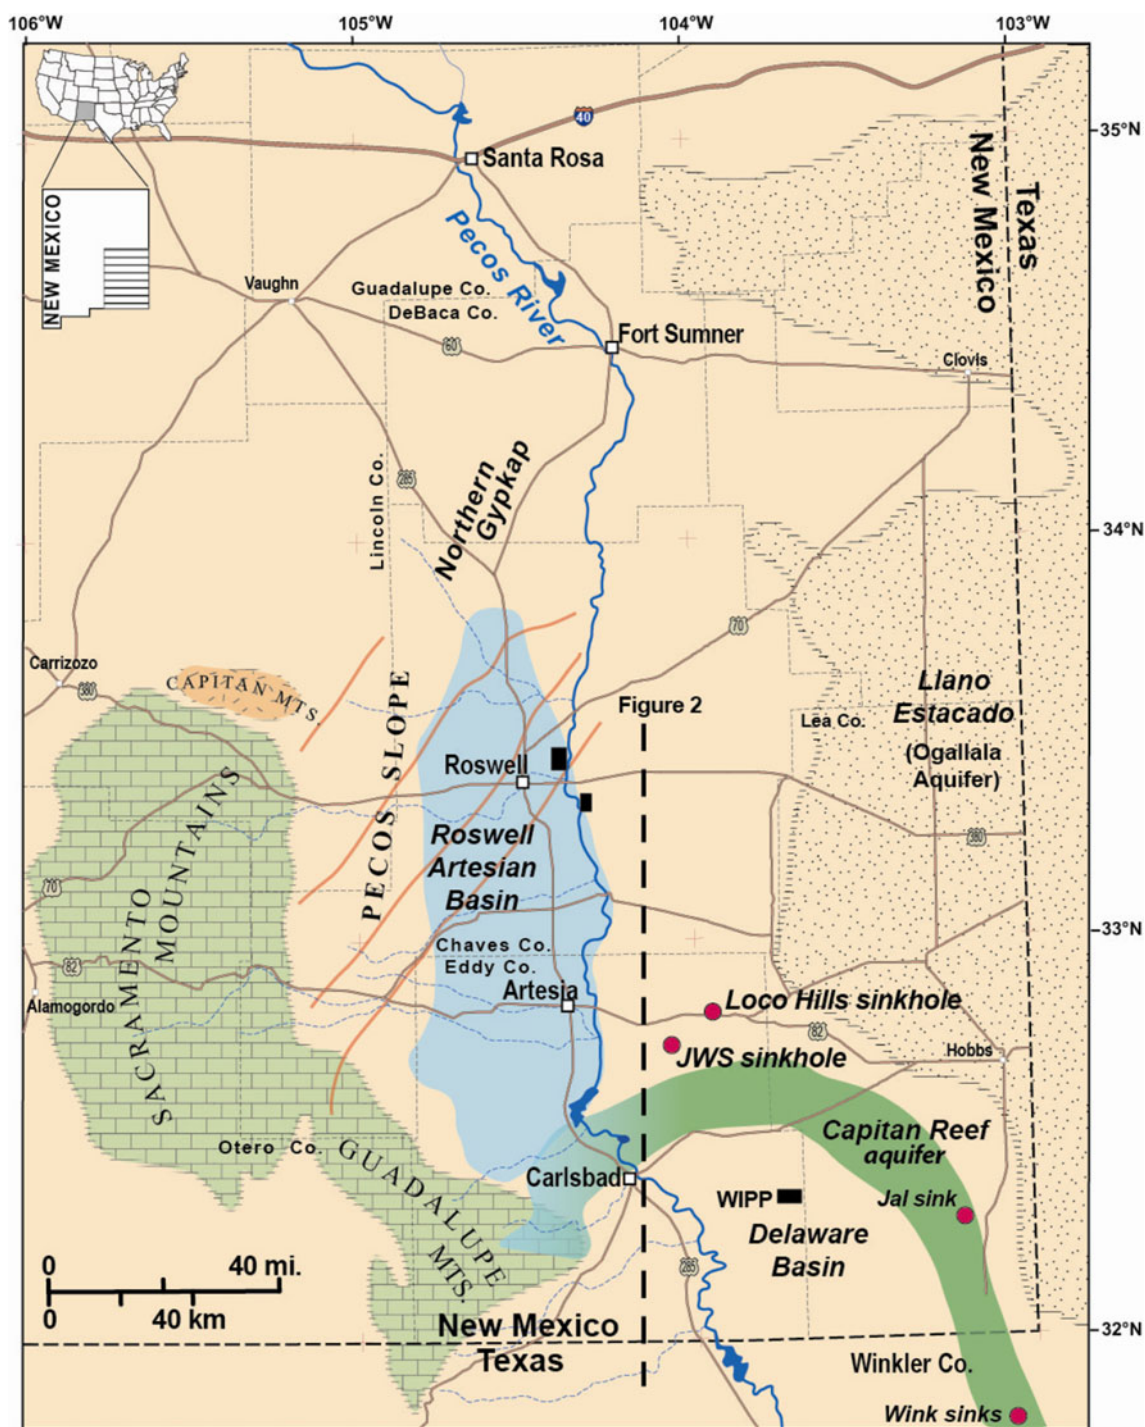 106°W
105°W
104°W
103°W
40
35°N
Santa Rosa
New Mexico
Texas
NEW MEXICO
Pecos River
Vaughn
Guadalupe Co.
DeBaca Co.
60
Fort Sumner
Clovis
285
Lincoln Co.
Northern
Gypkap
34°N
70
Carrizozo
380
CAPITAN MTS
PECOS SLOPE
Figure 2
Lea Co.
Llano
Estacado
(Ogallala
Aquifer)
Roswell
Roswell
Artesian
Basin
380
70
SACRAMENTO
MOUNTAINS
33°N
Chaves Co.
Eddy Co.
82
Alamogordo
Artesia
Loco Hills sinkhole
82
JWS sinkhole
Hobbs
Otero Co.
GUADALUPE
MTS.
Capitan Reef
aquifer
Carlsbad
WIPP
Jal sink
Delaware
Basin
285
0 40 mi.
0 40 km
New Mexico
Texas
32°N
Winkler Co.
Wink sinks